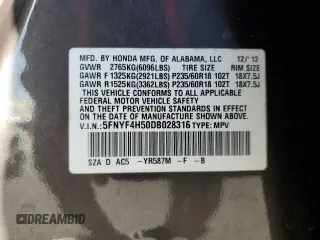 MFD. BY HONDA MFG. OF ALABAMA, LLC 12/12
GVWR 2765KG(6096LBS) TIRE SIZE RIM SIZE
GAWR F 1325KG(2921LBS) P235/60R18 102T 18X7.5J
GAWR R1525KG(3362LBS) P235/60R18 102T 18X7.5J
THIS VEHICLE CONFORMS TO ALL APPLICABLE
FEDERAL MOTOR VEHICLE SAFETY AND THEFT
PREVENTION STANDARDS IN EFFECT ON THE DATE OF
MANUFACTURE SHOWN ABOVE.
V.I.N.: 5FNYF4H50DB028316 TYPE: MPV
SZA D AC5 -YR587M -F -B
DREAMBID